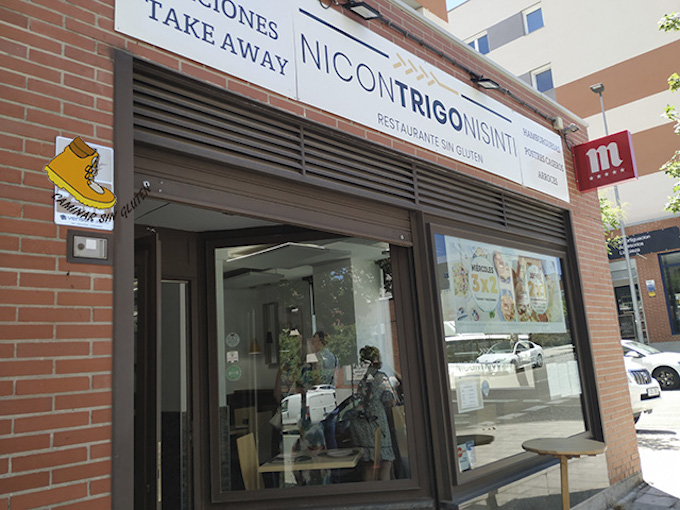 CIONES
TAKE AWAY
NICONTRIGONISINTI
RESTAURANTE SIN GLUTEN
HAMBURGUESAS
POSTRES CASEROS
ARROCES
m
CAMINAR SIN GLUTEN
MIÉRCOLES
3x2